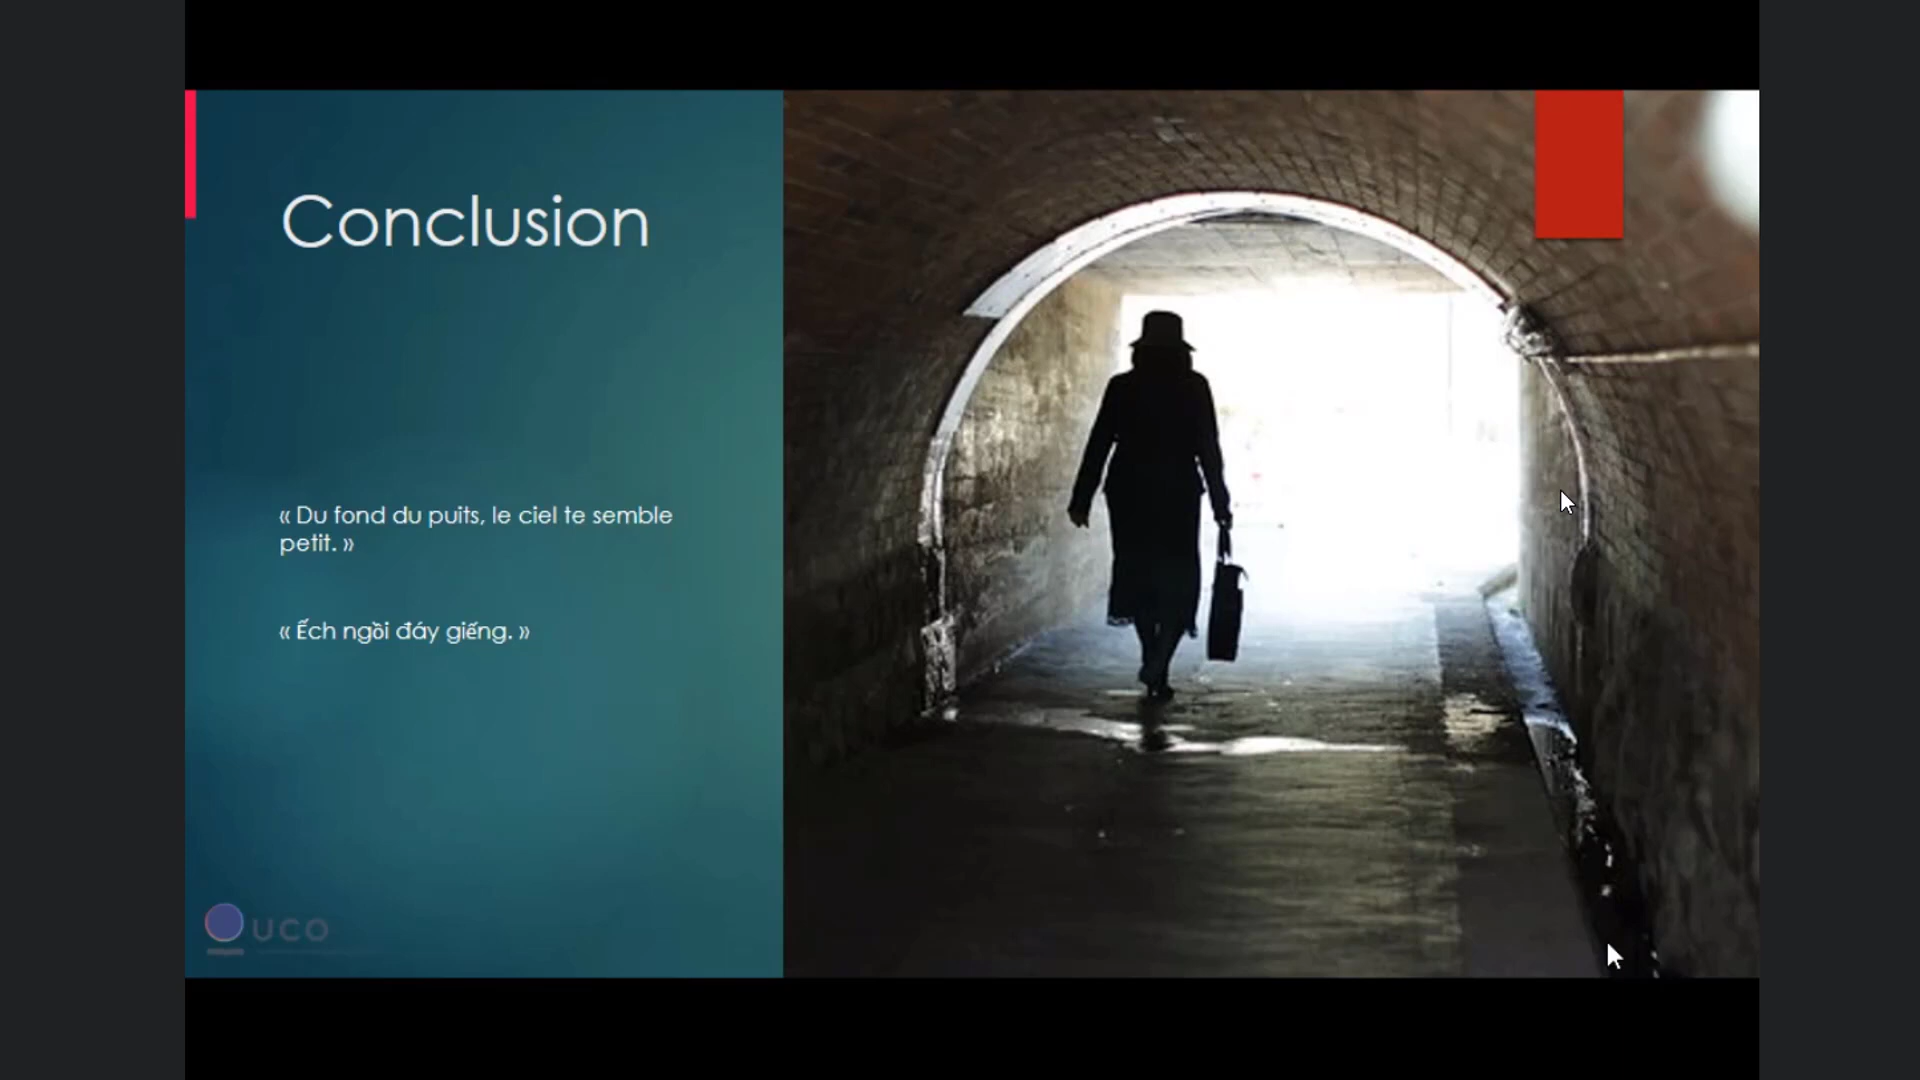 Conclusion
« Du fond du puits, le ciel te semble
petit. »
« Ếch ngồi đáy giếng. »
UCO